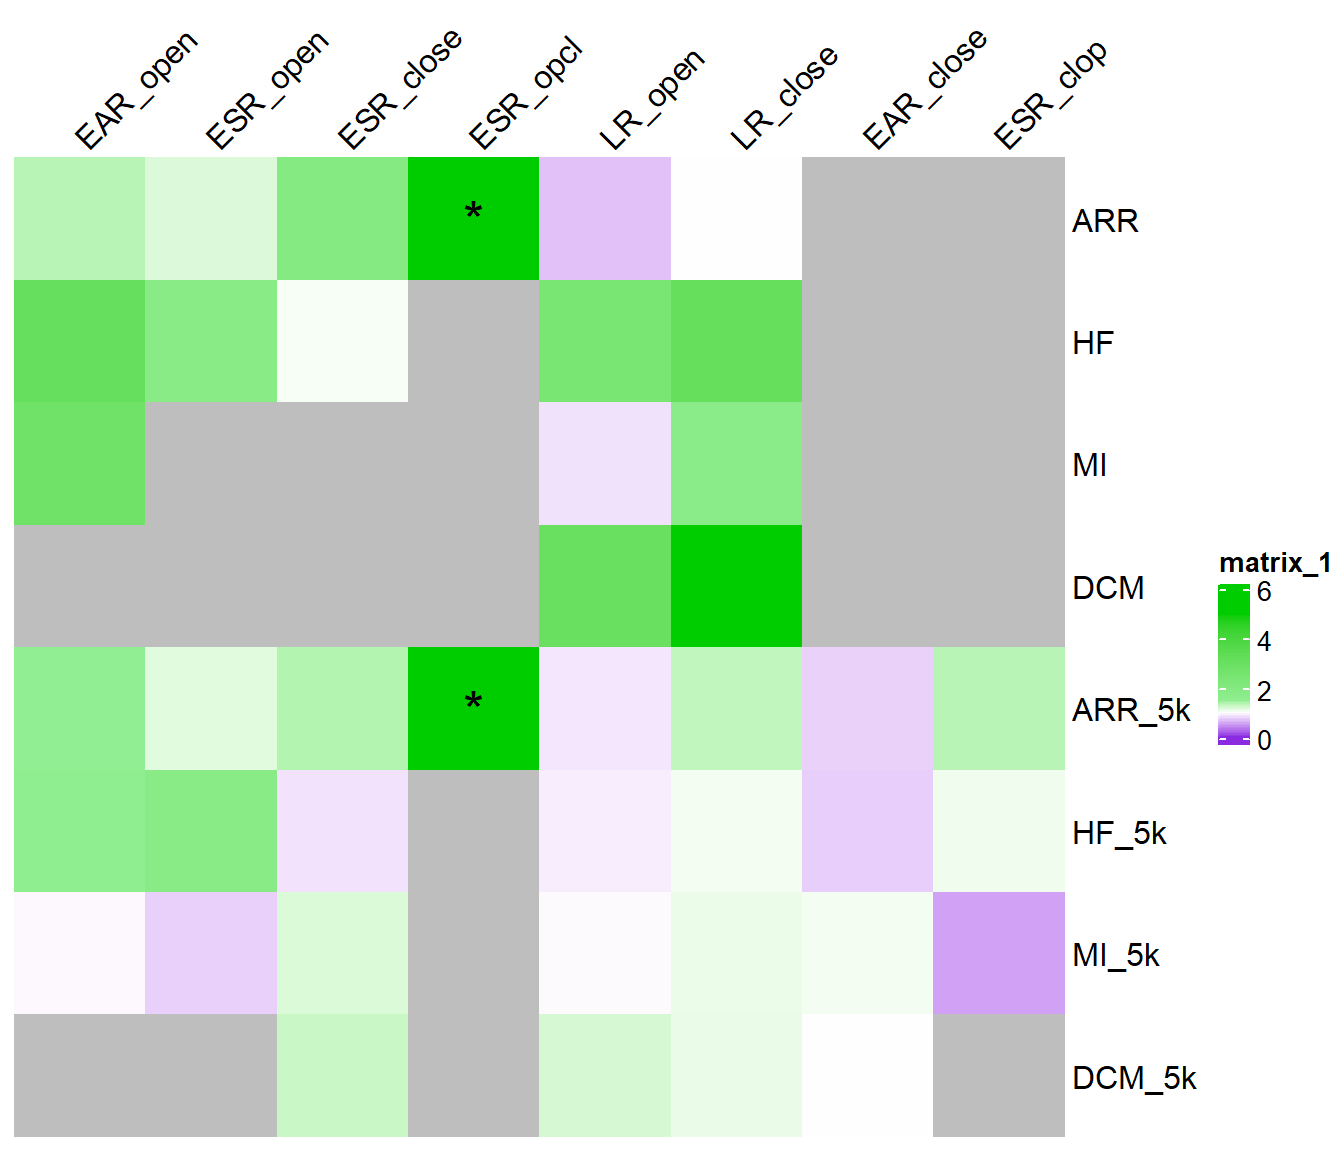 EAR_open
ESR_open
ESR_close
ESR_opcl
LR_open
LR_close
EAR_close
ESR_clop
*
ARR
HF
MI
DCM
*
ARR_5k
HF_5k
MI_5k
DCM_5k
matrix_1
6
4
2
0